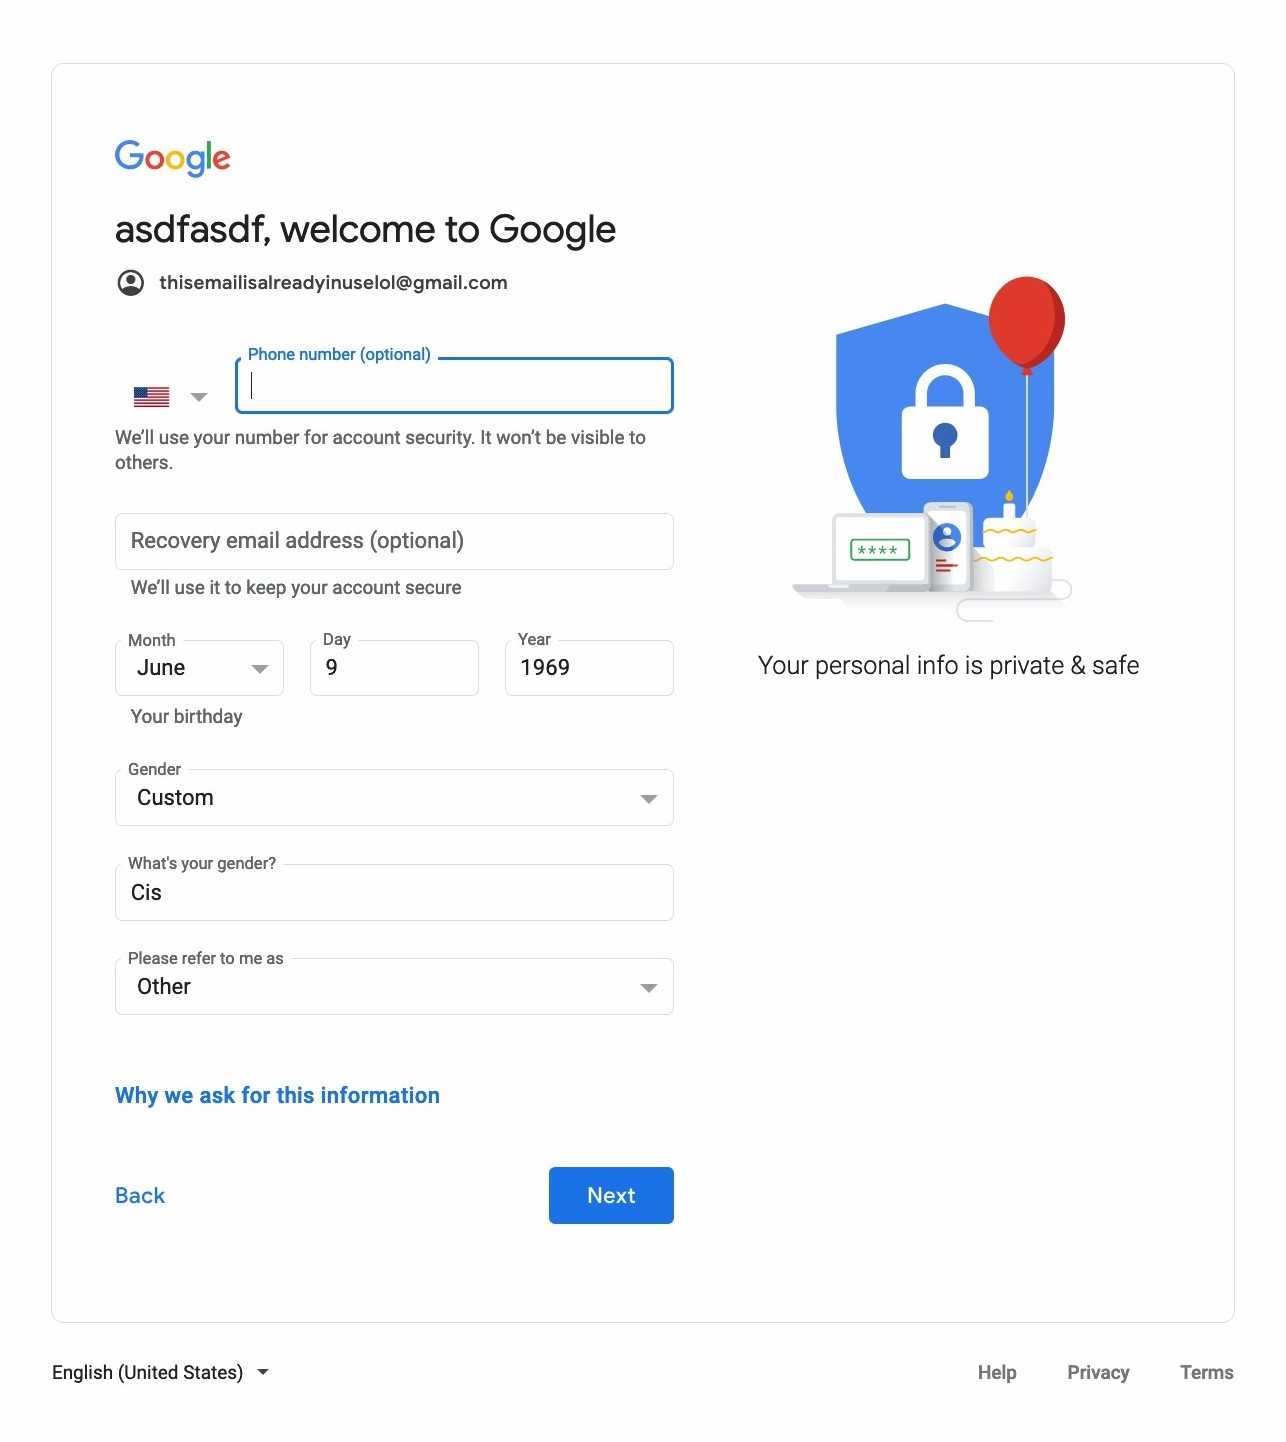 Google
asdfasdf, welcome to Google
thisemailisalreadyinuselol@gmail.com
Phone number (optional)
We’ll use your number for account security. It won’t be visible to
others.
Recovery email address (optional)
We’ll use it to keep your account secure
Month
June
Day
9
Year
1969
Your birthday
Gender
Custom
What's your gender?
Cis
Please refer to me as
Other
Why we ask for this information
Back
Next
****
Your personal info is private & safe
English (United States)
Help
Privacy
Terms